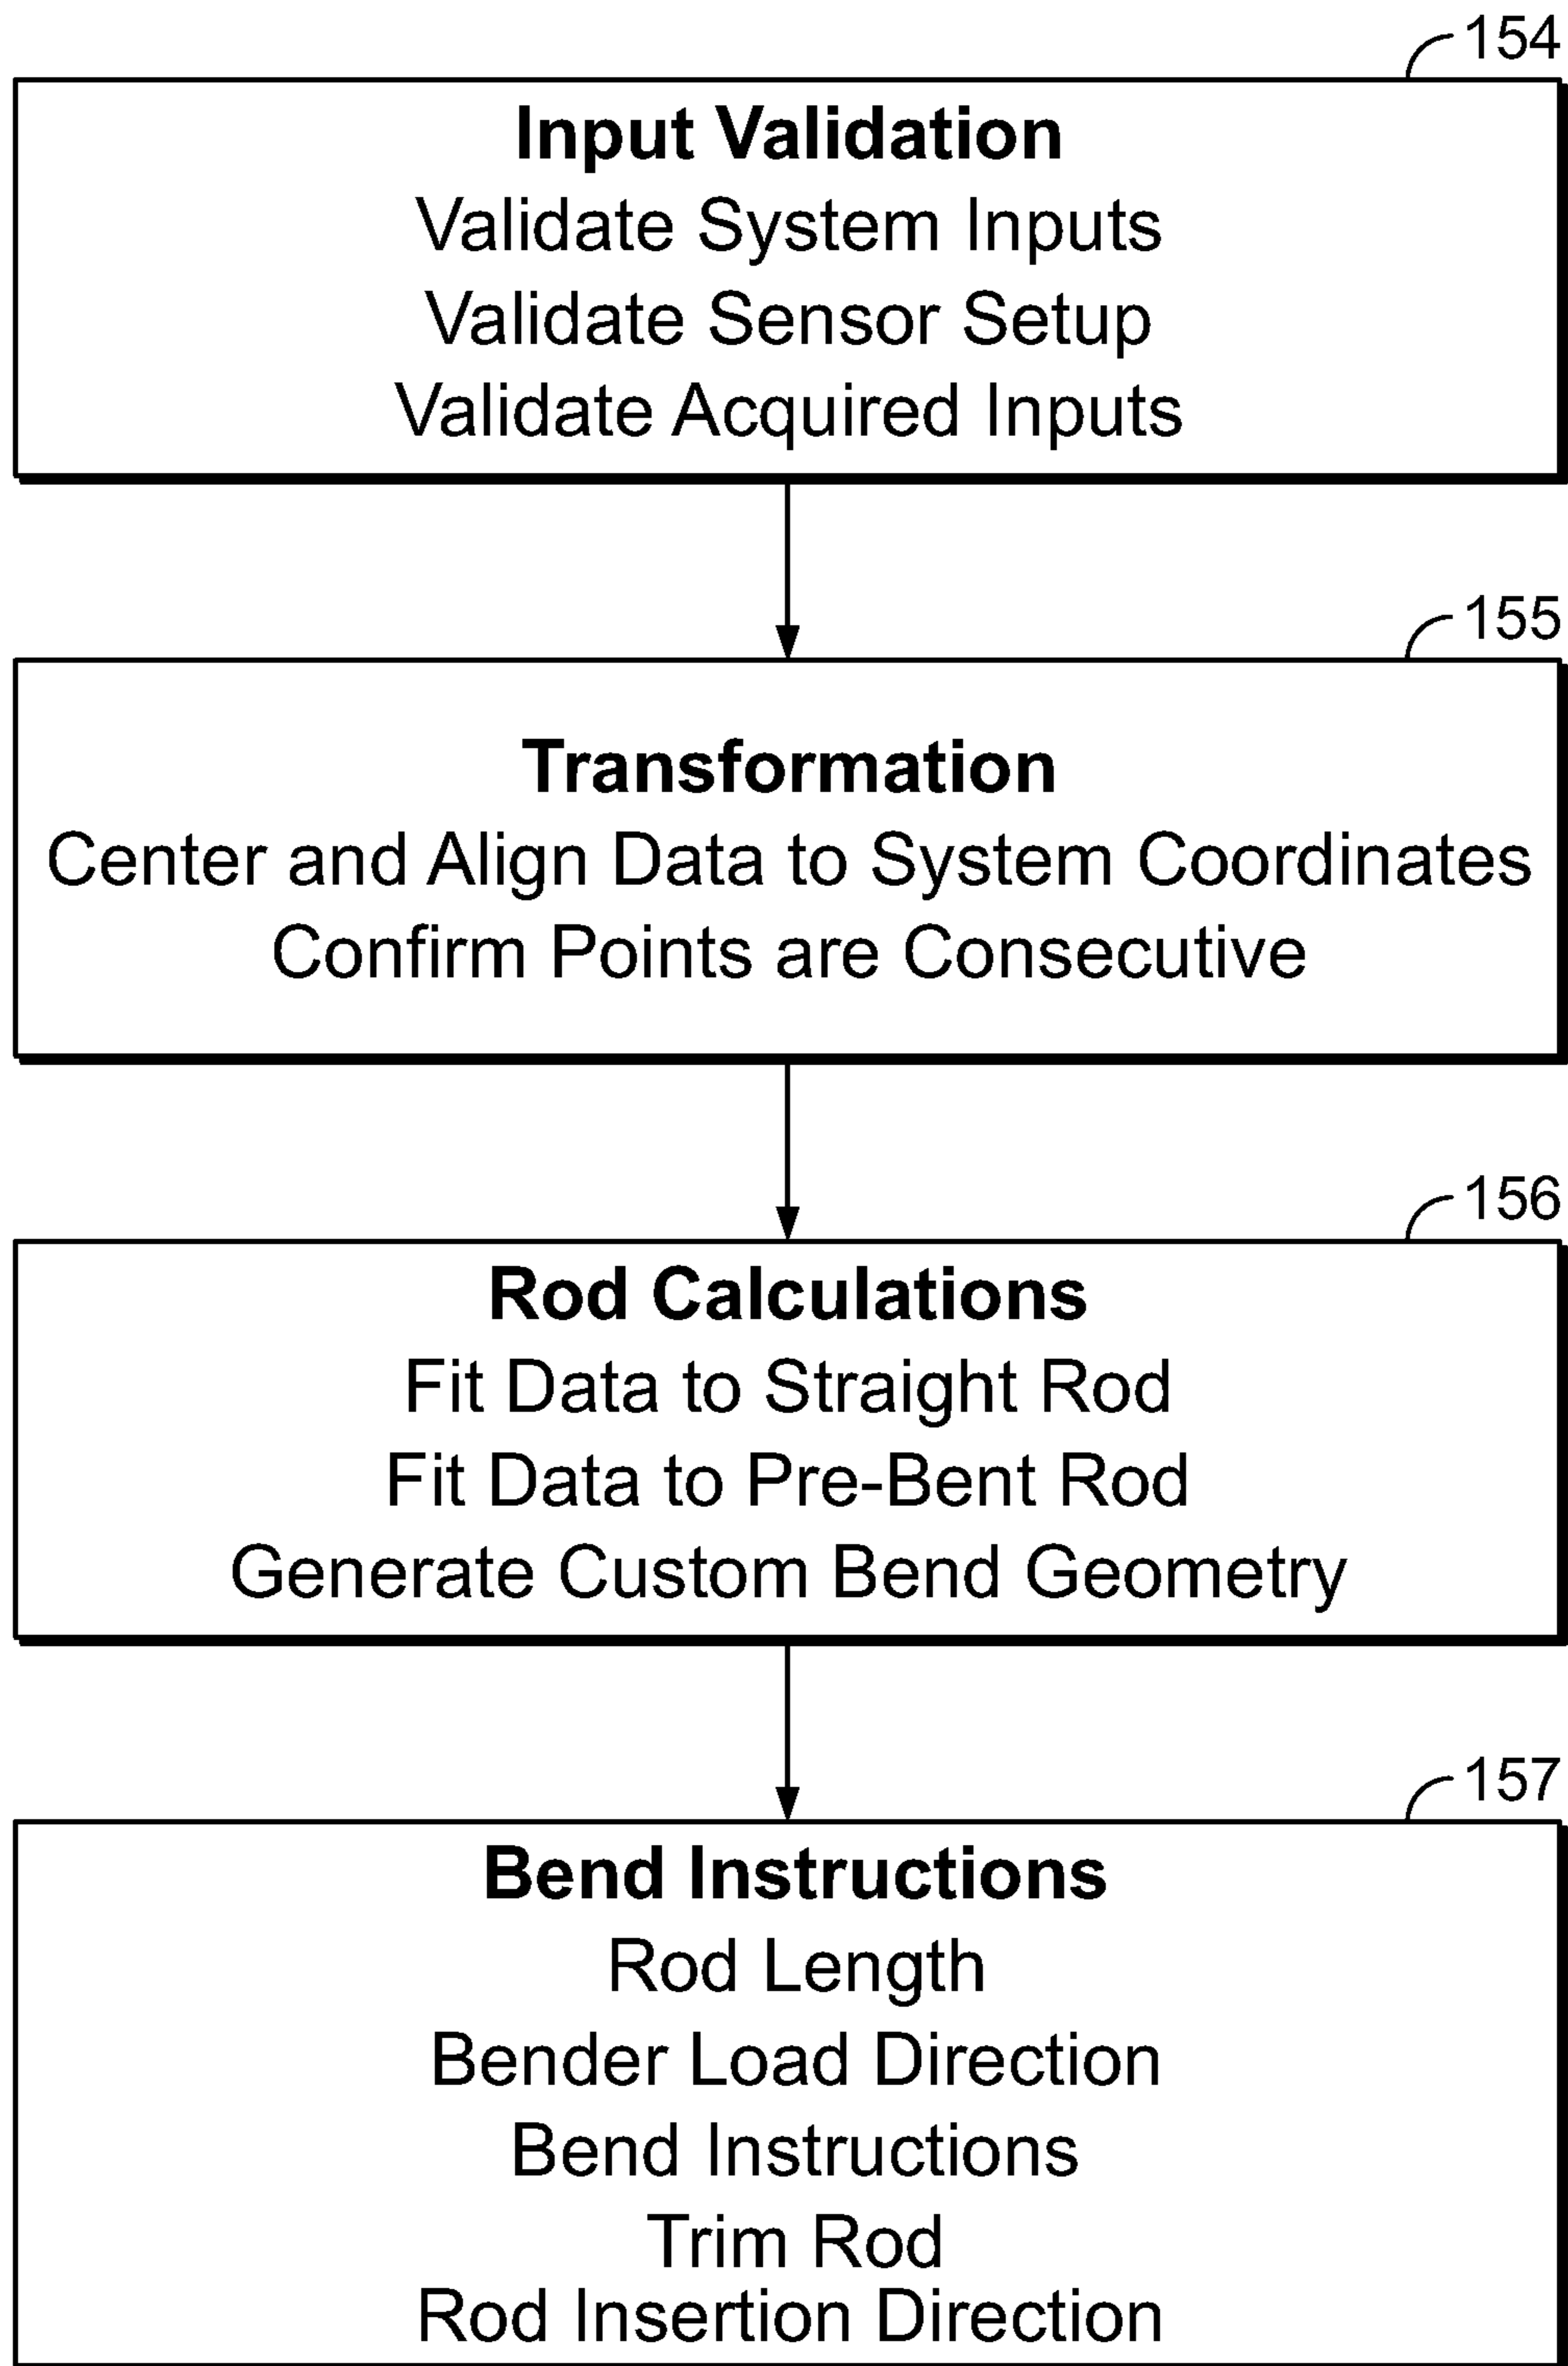 154
Input Validation
Validate System Inputs
Validate Sensor Setup
Validate Acquired Inputs
155
Transformation
Center and Align Data to System Coordinates
Confirm Points are Consecutive
156
Rod Calculations
Fit Data to Straight Rod
Fit Data to Pre-Bent Rod
Generate Custom Bend Geometry
157
Bend Instructions
Rod Length
Bender Load Direction
Bend Instructions
Trim Rod
Rod Insertion Direction